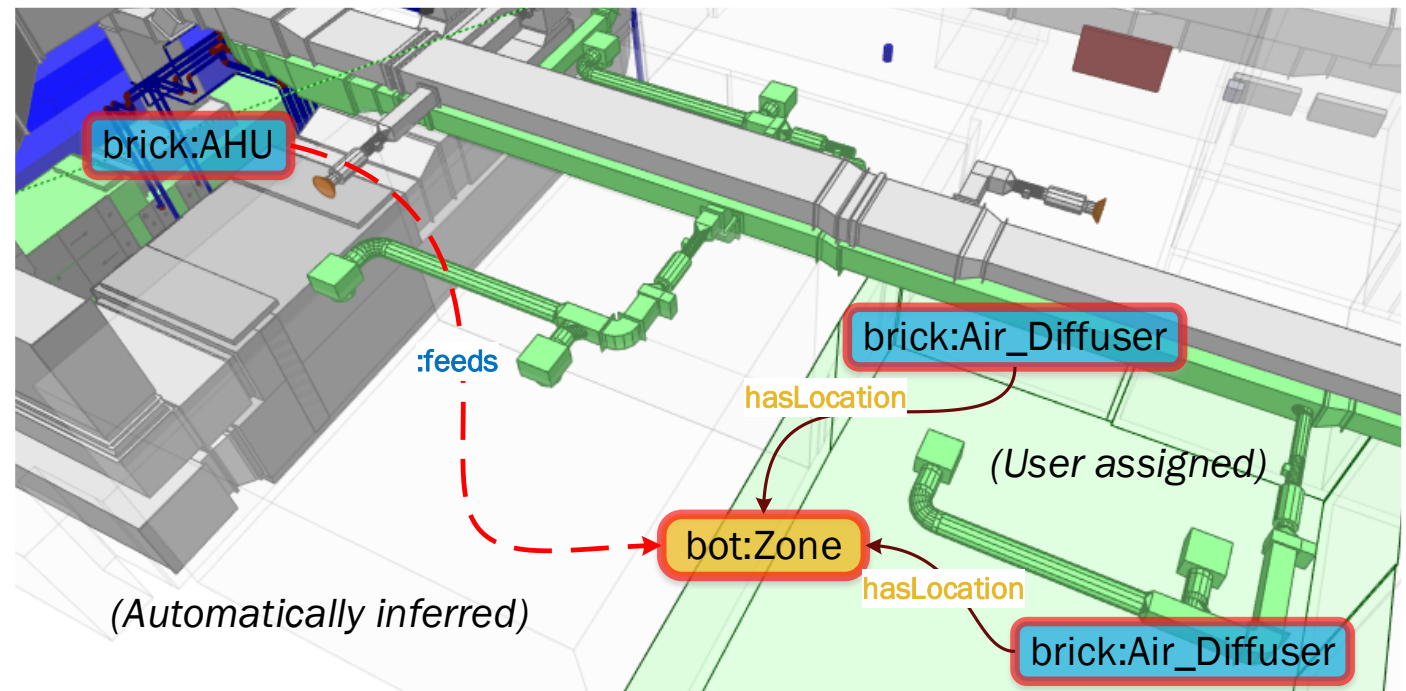 brick:AHU
brick:Air_Diffuser
:feeds
hasLocation
(User assigned)
bot:Zone
hasLocation
(Automatically inferred)
brick:Air_Diffuser